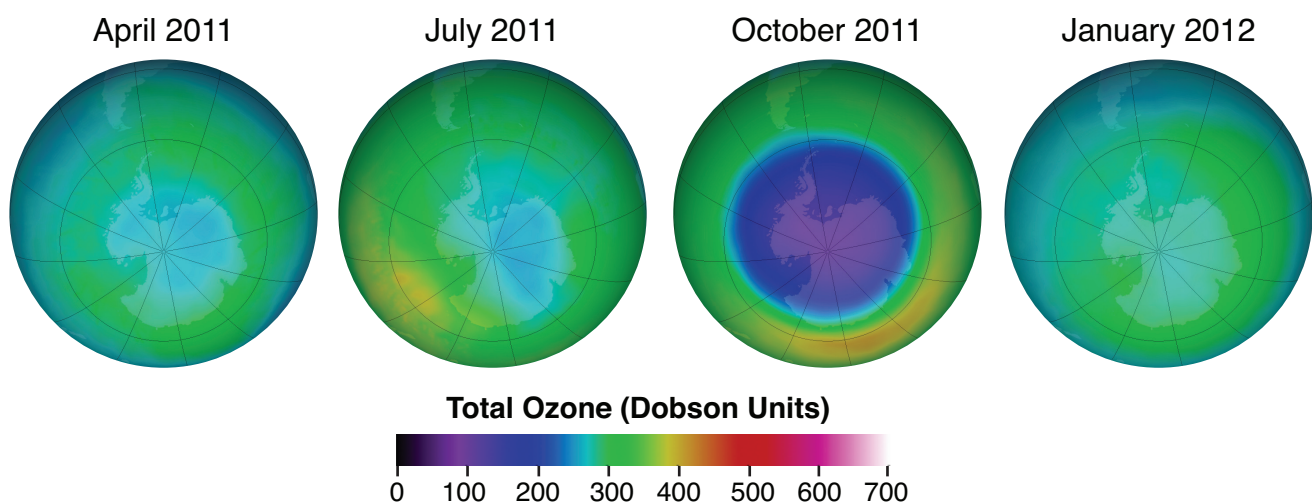 April 2011 July 2011 October 2011 January 2012
Total Ozone (Dobson Units)
0 100 200 300 400 500 600 700